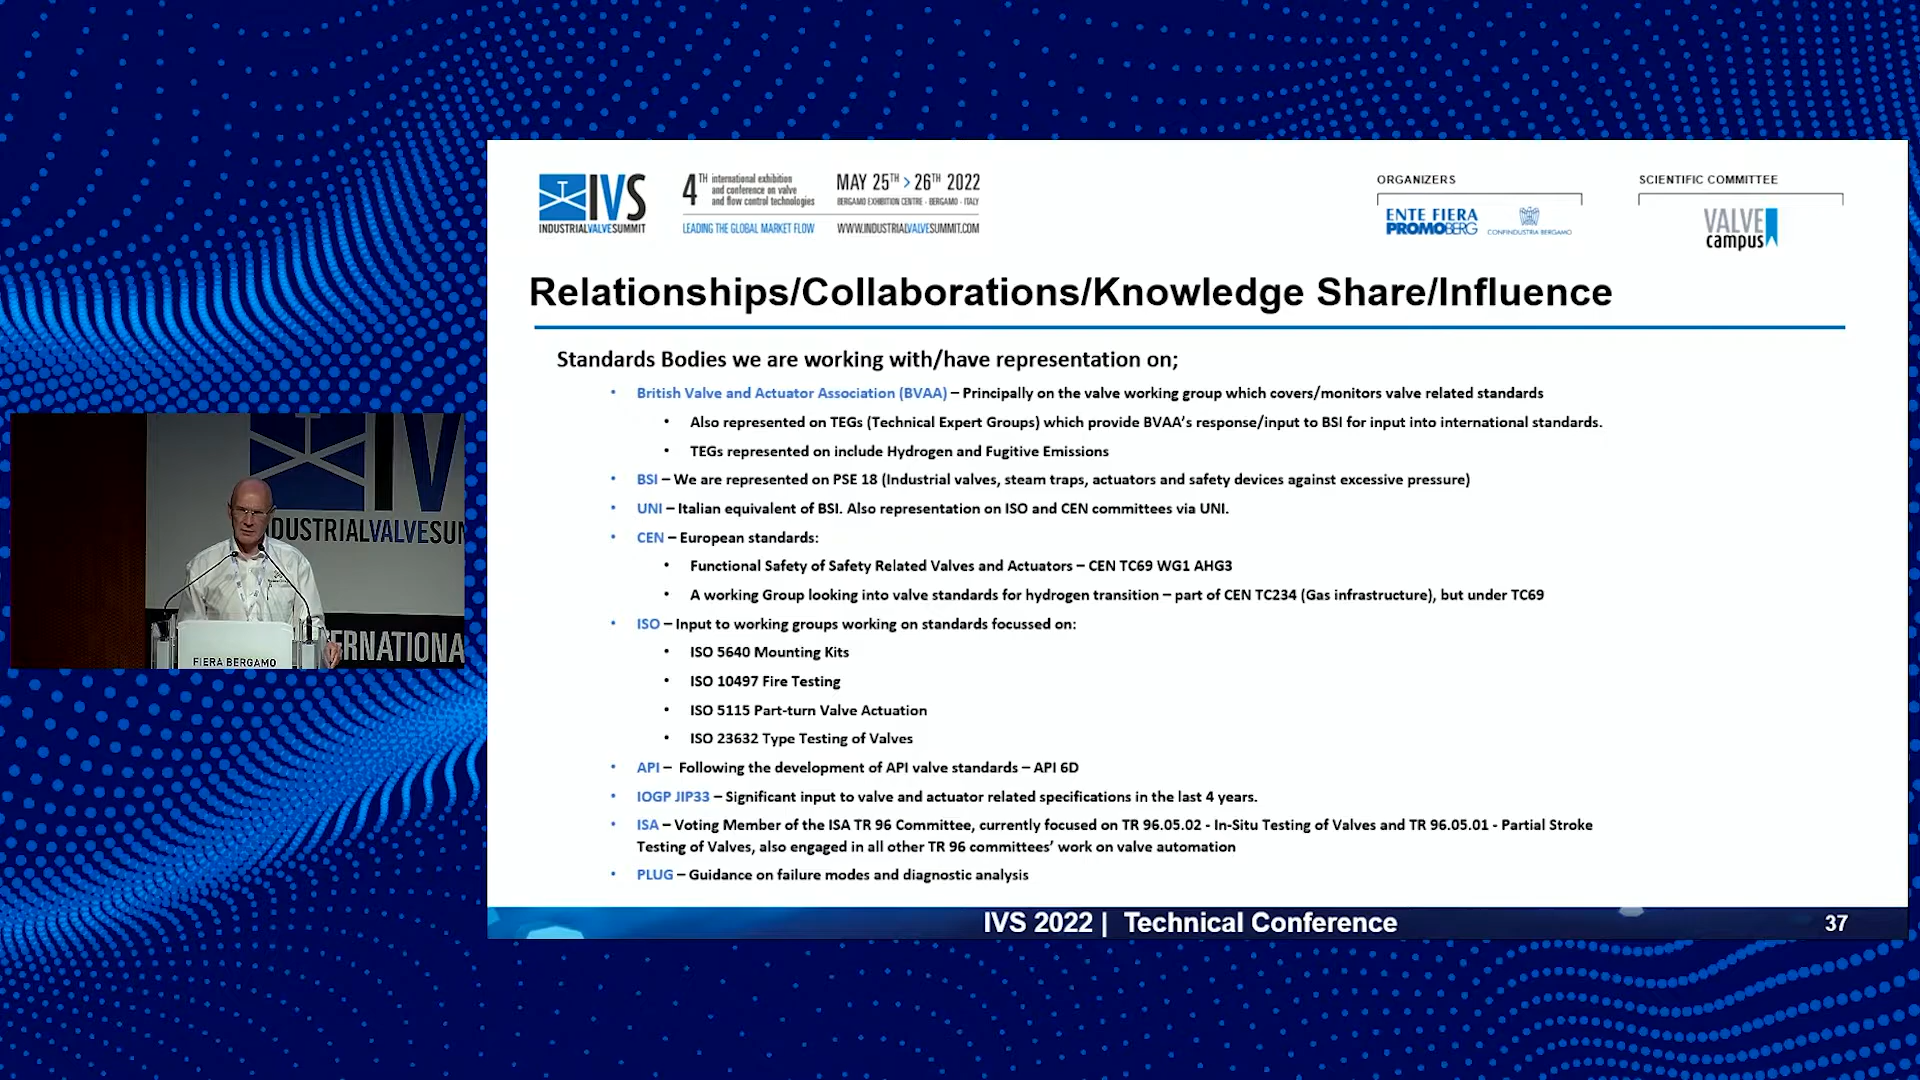 IVS
INDUSTRIALVALVESUMMIT
4TH international exhibition
and conference on valve
and flow control technologies
LEADING THE GLOBAL MARKET FLOW
MAY 25TH > 26TH 2022
BERGAMO EXHIBITION CENTRE - BERGAMO - ITALY
WWW.INDUSTRIALVALVESUMMIT.COM
ORGANIZERS
ENTE FIERA
PROMOBERG
CONFINDUSTRIA BERGAMO
SCIENTIFIC COMMITTEE
VALVE
campus
Relationships/Collaborations/Knowledge Share/Influence
Standards Bodies we are working with/have representation on;
• British Valve and Actuator Association (BVAA) – Principally on the valve working group which covers/monitors valve related standards
• Also represented on TEGs (Technical Expert Groups) which provide BVAA's response/input to BSI for input into international standards.
• TEGs represented on include Hydrogen and Fugitive Emissions
• BSI – We are represented on PSE 18 (Industrial valves, steam traps, actuators and safety devices against excessive pressure)
• UNI – Italian equivalent of BSI. Also representation on ISO and CEN committees via UNI.
• CEN – European standards:
• Functional Safety of Safety Related Valves and Actuators – CEN TC69 WG1 AHG3
• A working Group looking into valve standards for hydrogen transition – part of CEN TC234 (Gas infrastructure), but under TC69
• ISO – Input to working groups working on standards focussed on:
• ISO 5640 Mounting Kits
• ISO 10497 Fire Testing
• ISO 5115 Part-turn Valve Actuation
• ISO 23632 Type Testing of Valves
• API – Following the development of API valve standards – API 6D
• IOGP JIP33 – Significant input to valve and actuator related specifications in the last 4 years.
• ISA – Voting Member of the ISA TR 96 Committee, currently focused on TR 96.05.02 - In-Situ Testing of Valves and TR 96.05.01 - Partial Stroke
Testing of Valves, also engaged in all other TR 96 committees' work on valve automation
• PLUG – Guidance on failure modes and diagnostic analysis
IVS 2022 | Technical Conference
37
IV
DUSTRIALVALVESUM
ERNATIONA
FIERA BERGAMO